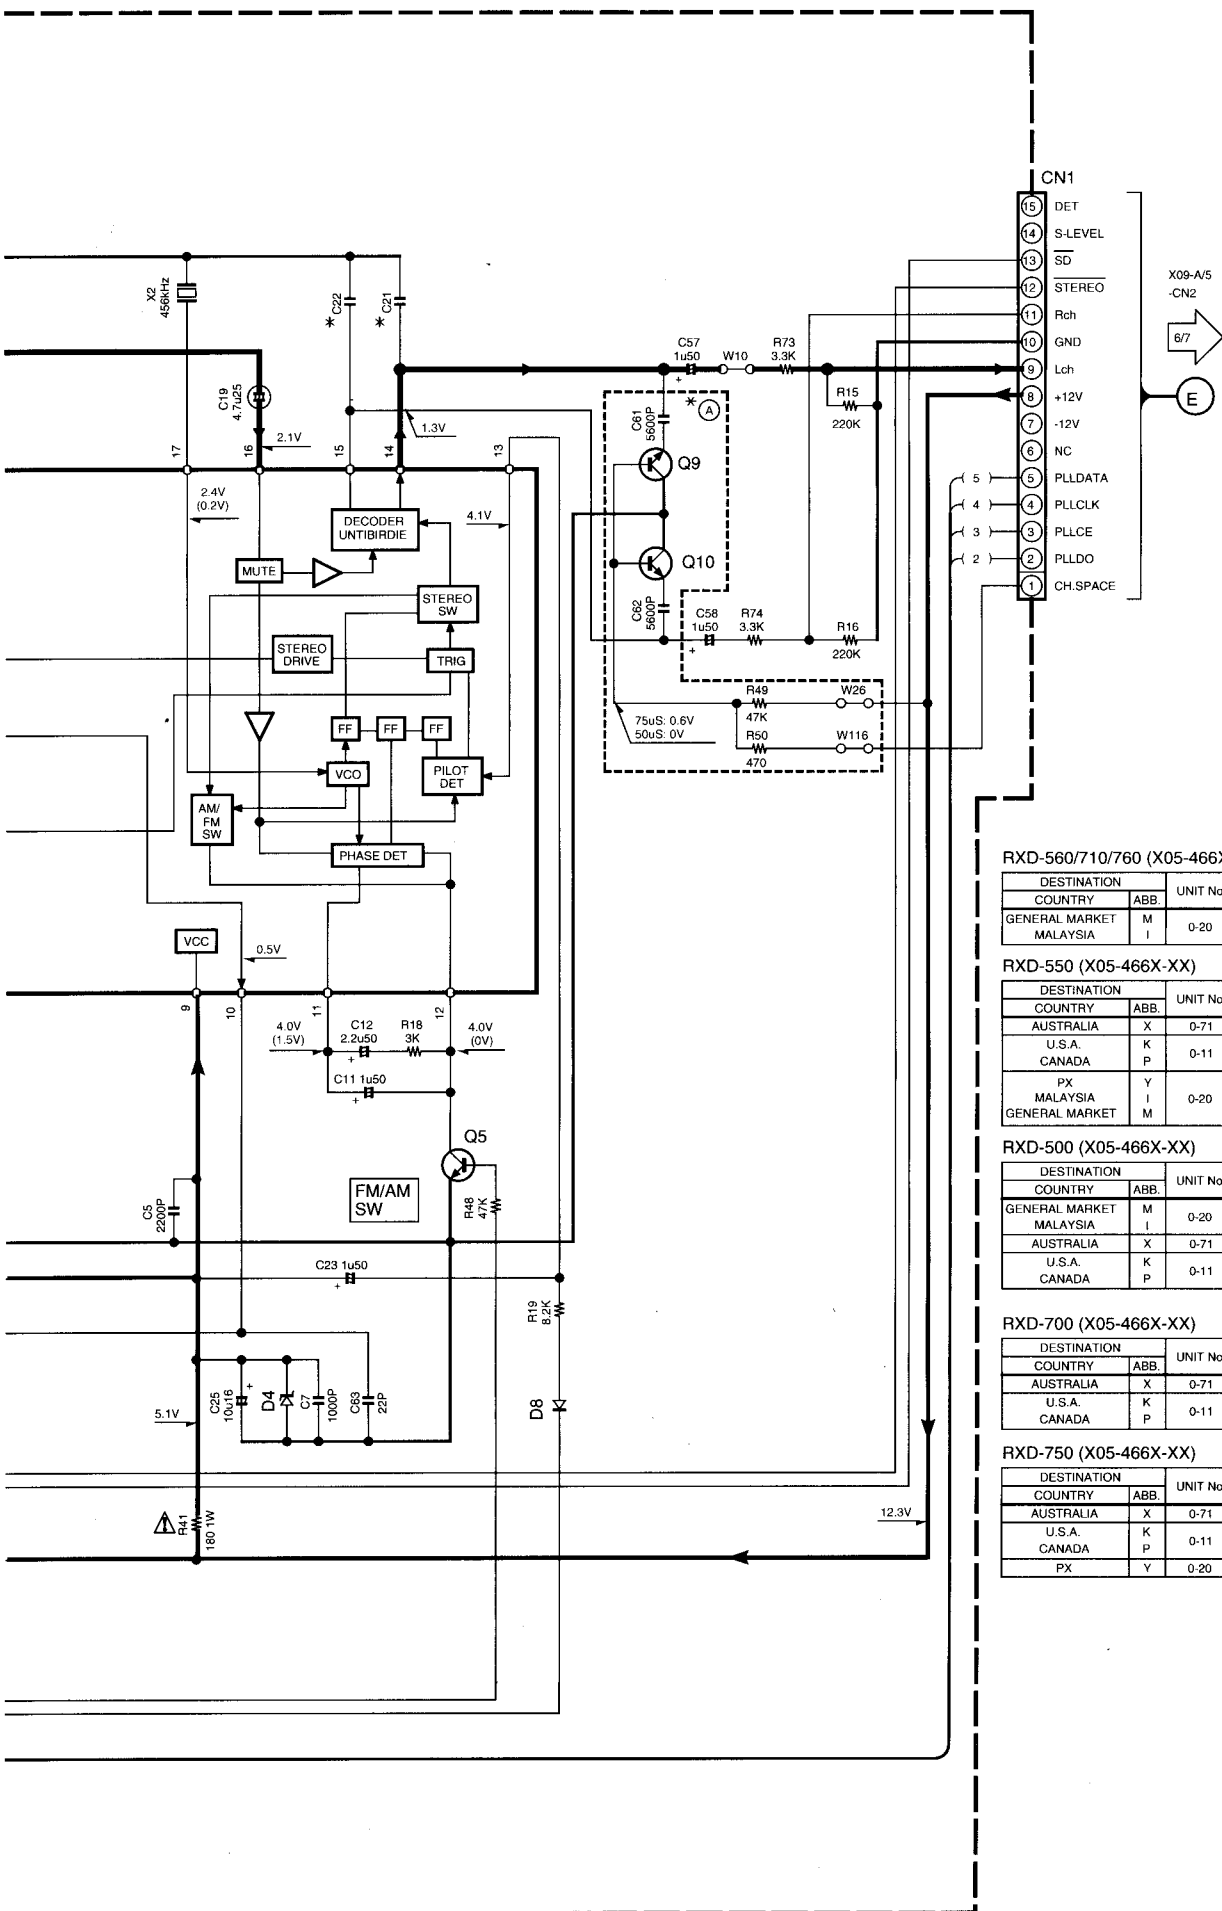 CN1
15 DET
14 S-LEVEL
13 SD
12 STEREO
11 Rch
10 GND
9 Lch
8 +12V
7 -12V
6 NC
5 5 PLLDATA
4 4 PLLCLK
3 3 PLLCE
2 2 PLLDO
1 CH.SPACE
X09-A/5
-CN2
6/7
E
X2
456kHz
* C22
* C21
C19
4.7u25
17
16
15
14
13
2.1V
1.3V
2.4V
(0.2V)
4.1V
C57
1u50
W10
R73
3.3K
R15
220K
* A
C61
5600P
Q9
Q10
C62
5600P
C58
1u50
R74
3.3K
R16
220K
R49
47K
W26
R50
470
W116
75uS: 0.6V
50uS: 0V
DECODER
UNTIBIRDIE
MUTE
STEREO
SW
STEREO
DRIVE
TRIG
FF
FF
FF
VCO
PILOT
DET
AM/
FM
SW
PHASE DET
VCC
0.5V
9
10
11
12
4.0V
(1.5V)
C12
2.2u50
R18
3K
4.0V
(0V)
C11 1u50
Q5
FM/AM
SW
R48
47K
C5
2200P
C23 1u50
R19
8.2K
C25
10u16
D4
C7
1000P
C63
22P
D8
5.1V
R41
180 1W
12.3V
RXD-560/710/760 (X05-466X
DESTINATION UNIT No
COUNTRY ABB.
GENERAL MARKET M 0-20
MALAYSIA I
RXD-550 (X05-466X-XX)
DESTINATION UNIT No
COUNTRY ABB.
AUSTRALIA X 0-71
U.S.A. K 0-11
CANADA P
PX Y
MALAYSIA I 0-20
GENERAL MARKET M
RXD-500 (X05-466X-XX)
DESTINATION UNIT No
COUNTRY ABB.
GENERAL MARKET M 0-20
MALAYSIA I
AUSTRALIA X 0-71
U.S.A. K 0-11
CANADA P
RXD-700 (X05-466X-XX)
DESTINATION UNIT No
COUNTRY ABB.
AUSTRALIA X 0-71
U.S.A. K 0-11
CANADA P
RXD-750 (X05-466X-XX)
DESTINATION UNIT No
COUNTRY ABB.
AUSTRALIA X 0-71
U.S.A. K 0-11
CANADA P
PX Y 0-20